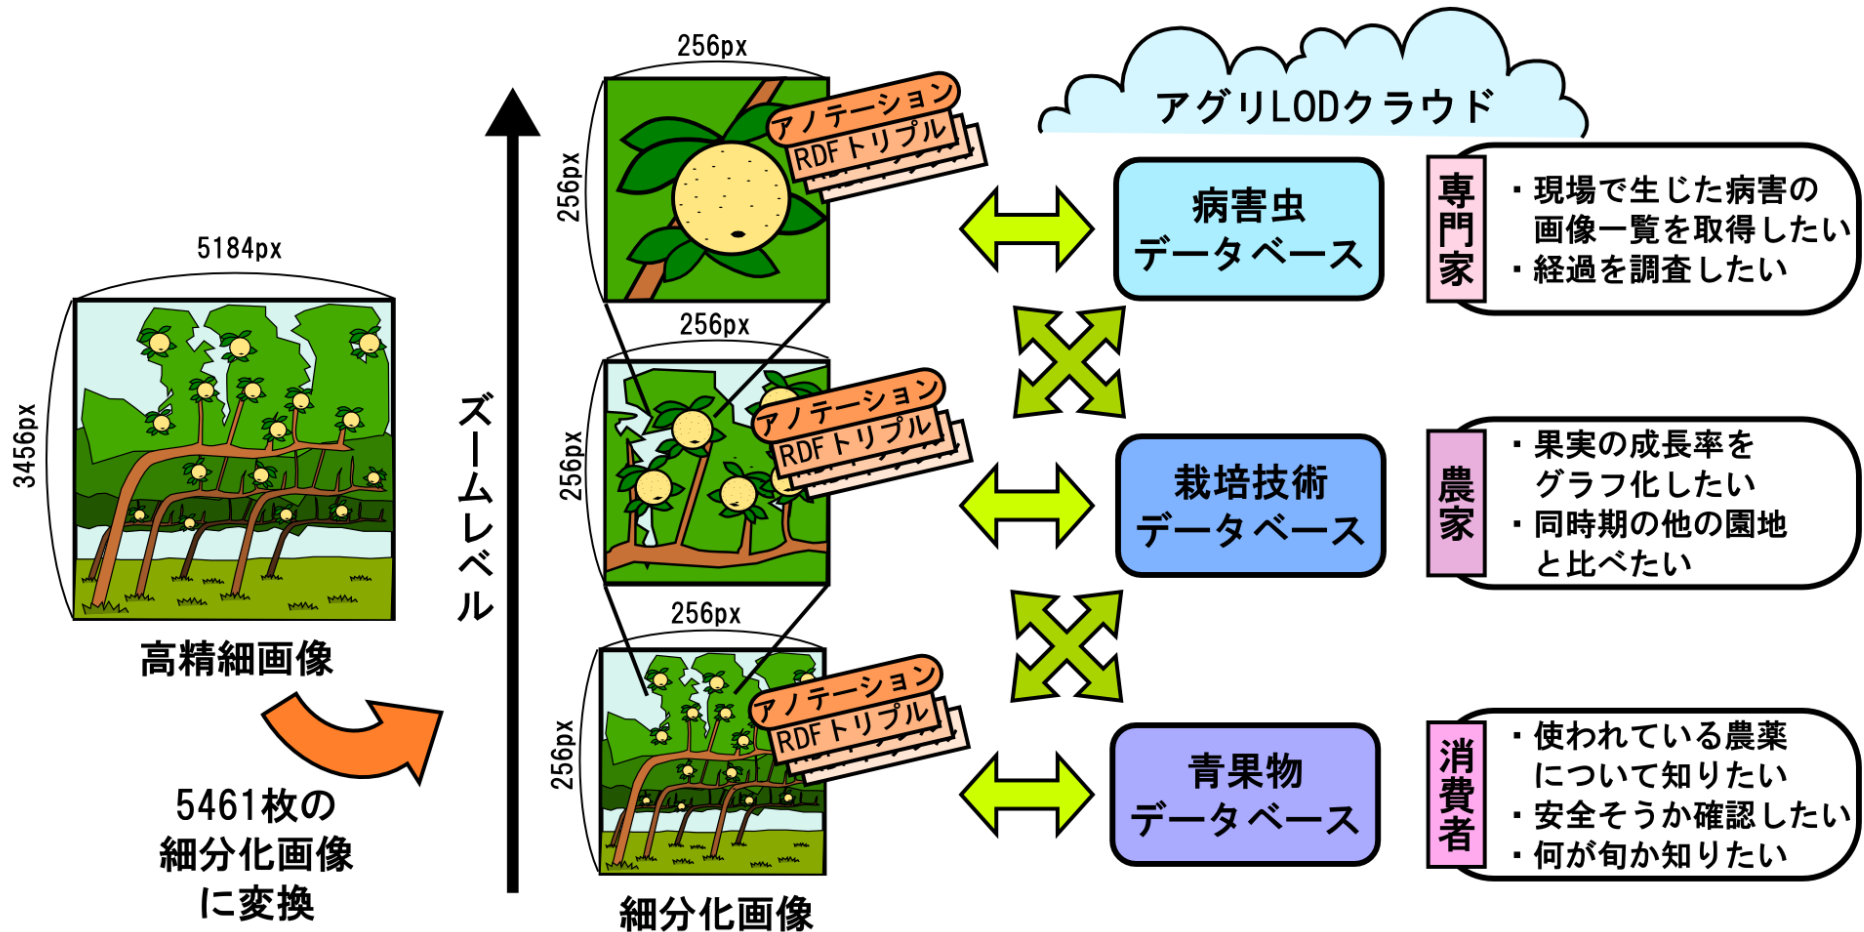 5184px
3456px
高精細画像
5461枚の
細分化画像
に変換
ズームレベル
256px
256px
アノテーション
RDFトリプル
256px
256px
アノテーション
RDFトリプル
256px
256px
アノテーション
RDFトリプル
細分化画像
アグリLODクラウド
病害虫
データベース
栽培技術
データベース
青果物
データベース
専門家
・現場で生じた病害の
画像一覧を取得したい
・経過を調査したい
農家
・果実の成長率を
グラフ化したい
・同時期の他の園地
と比べたい
消費者
・使われている農薬
について知りたい
・安全そうか確認したい
・何が旬か知りたい